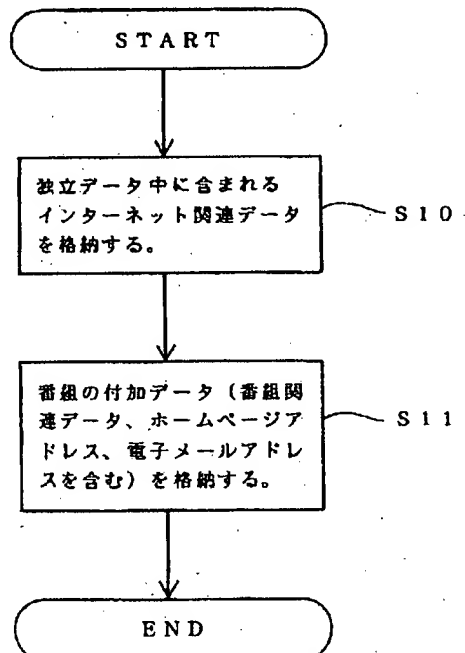 START
独立データ中に含まれる
インターネット関連データ
を格納する。
S10
番組の付加データ（番組関
連データ、ホームページア
ドレス、電子メールアドレ
スを含む）を格納する。
S11
END